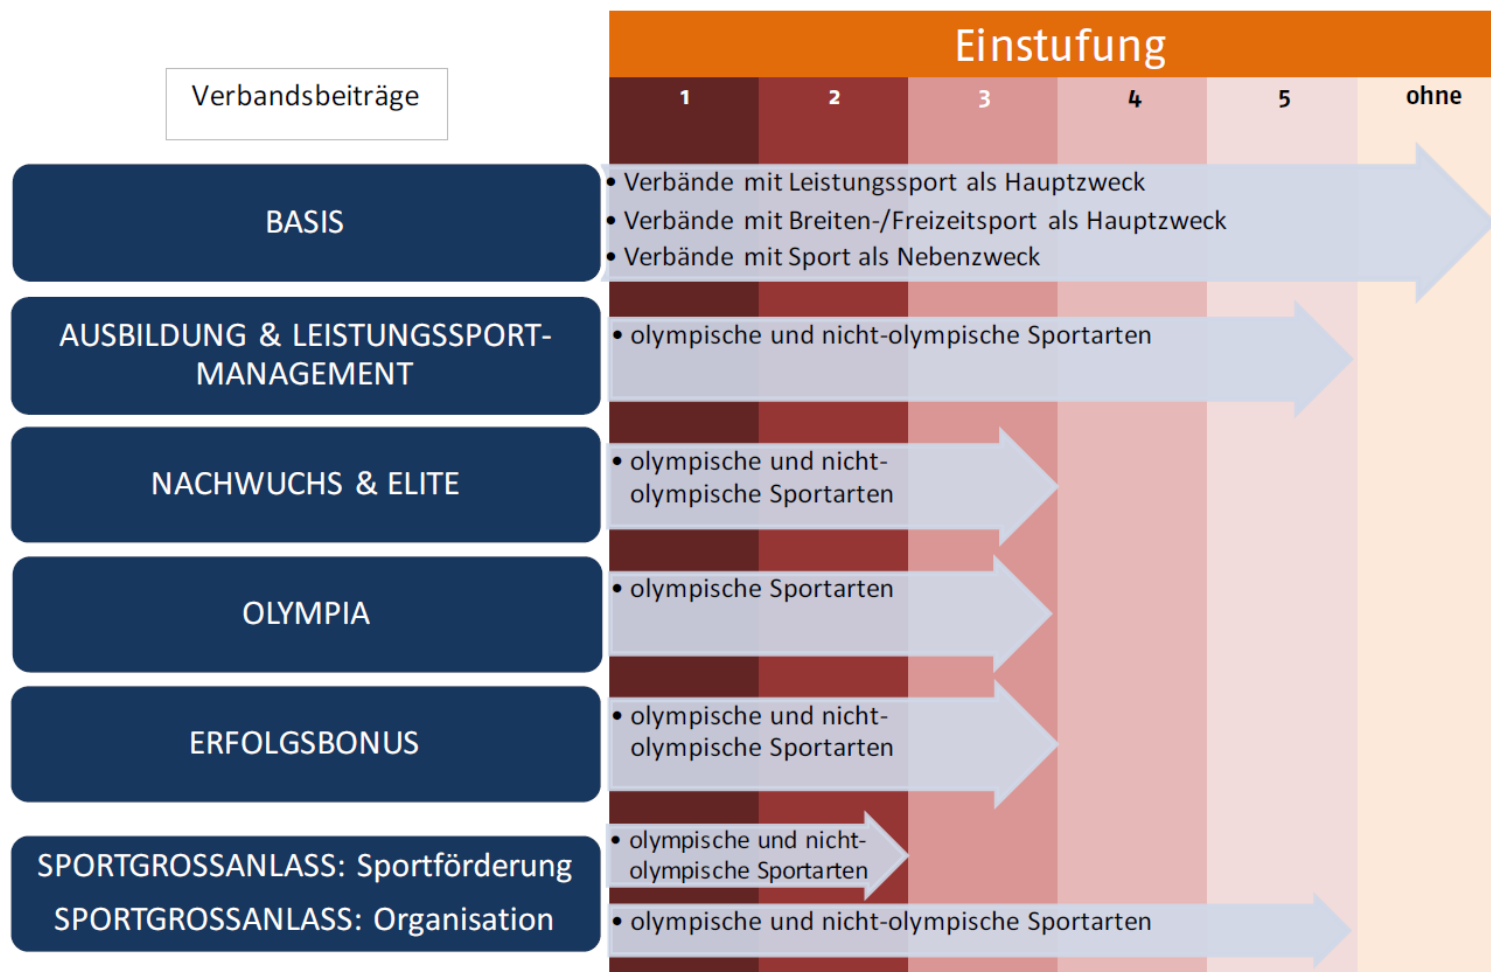 Einstufung
Verbandsbeiträge
1 2 3 4 5 ohne
BASIS
• Verbände mit Leistungssport als Hauptzweck
• Verbände mit Breiten-/Freizeitsport als Hauptzweck
• Verbände mit Sport als Nebenzweck
AUSBILDUNG & LEISTUNGSSPORT-
MANAGEMENT
• olympische und nicht-olympische Sportarten
NACHWUCHS & ELITE
• olympische und nicht-
olympische Sportarten
OLYMPIA
• olympische Sportarten
ERFOLGSBONUS
• olympische und nicht-
olympische Sportarten
SPORTGROSSANLASS: Sportförderung
• olympische und nicht-
olympische Sportarten
SPORTGROSSANLASS: Organisation
• olympische und nicht-olympische Sportarten